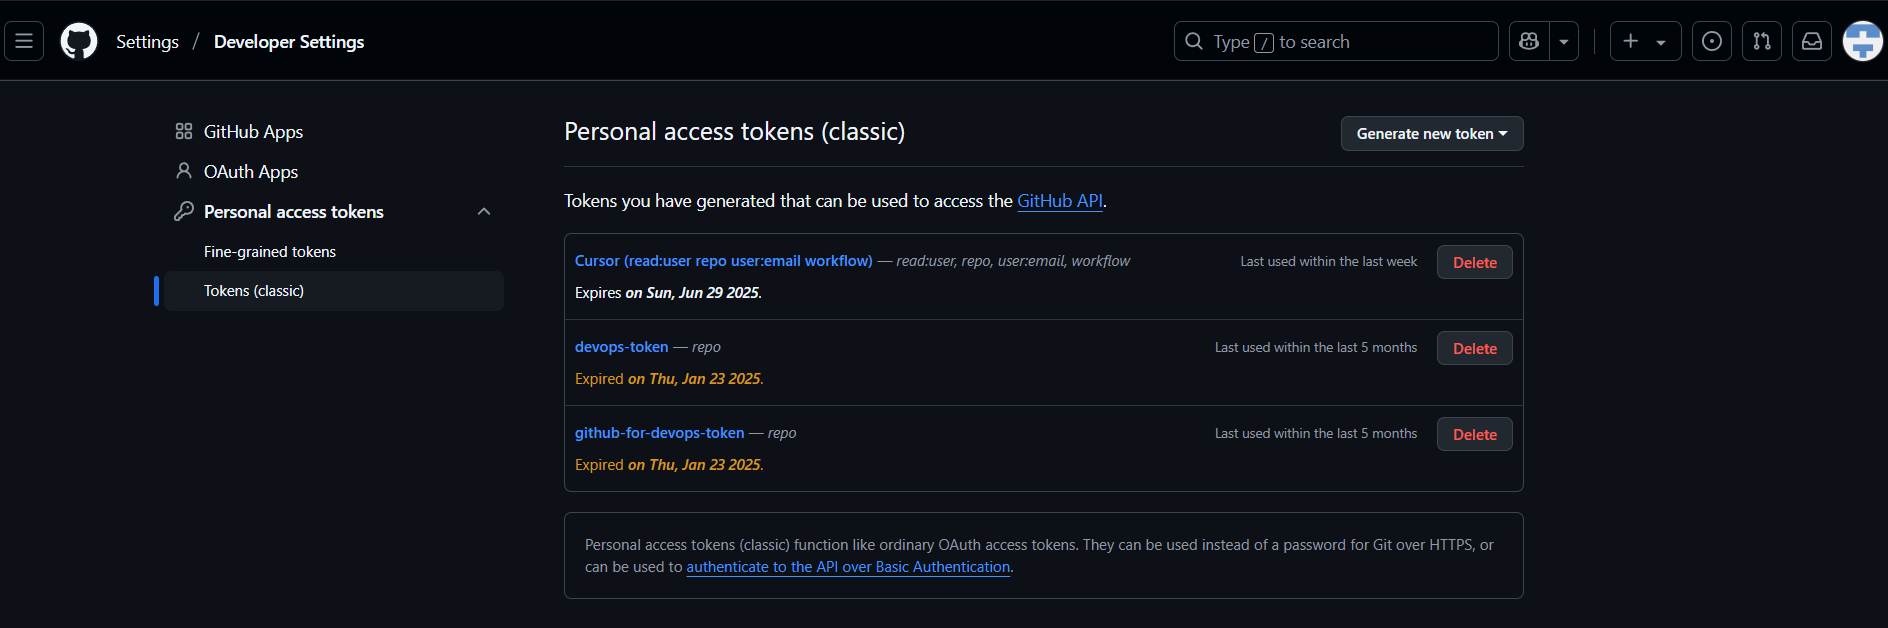 Settings / Developer Settings
Type / to search
GitHub Apps
OAuth Apps
Personal access tokens
Fine-grained tokens
Tokens (classic)
Personal access tokens (classic)
Generate new token
Tokens you have generated that can be used to access the GitHub API.
Cursor (read:user repo user:email workflow) — read:user, repo, user:email, workflow
Last used within the last week
Delete
Expires on Sun, Jun 29 2025.
devops-token — repo
Last used within the last 5 months
Delete
Expired on Thu, Jan 23 2025.
github-for-devops-token — repo
Last used within the last 5 months
Delete
Expired on Thu, Jan 23 2025.
Personal access tokens (classic) function like ordinary OAuth access tokens. They can be used instead of a password for Git over HTTPS, or
can be used to authenticate to the API over Basic Authentication.